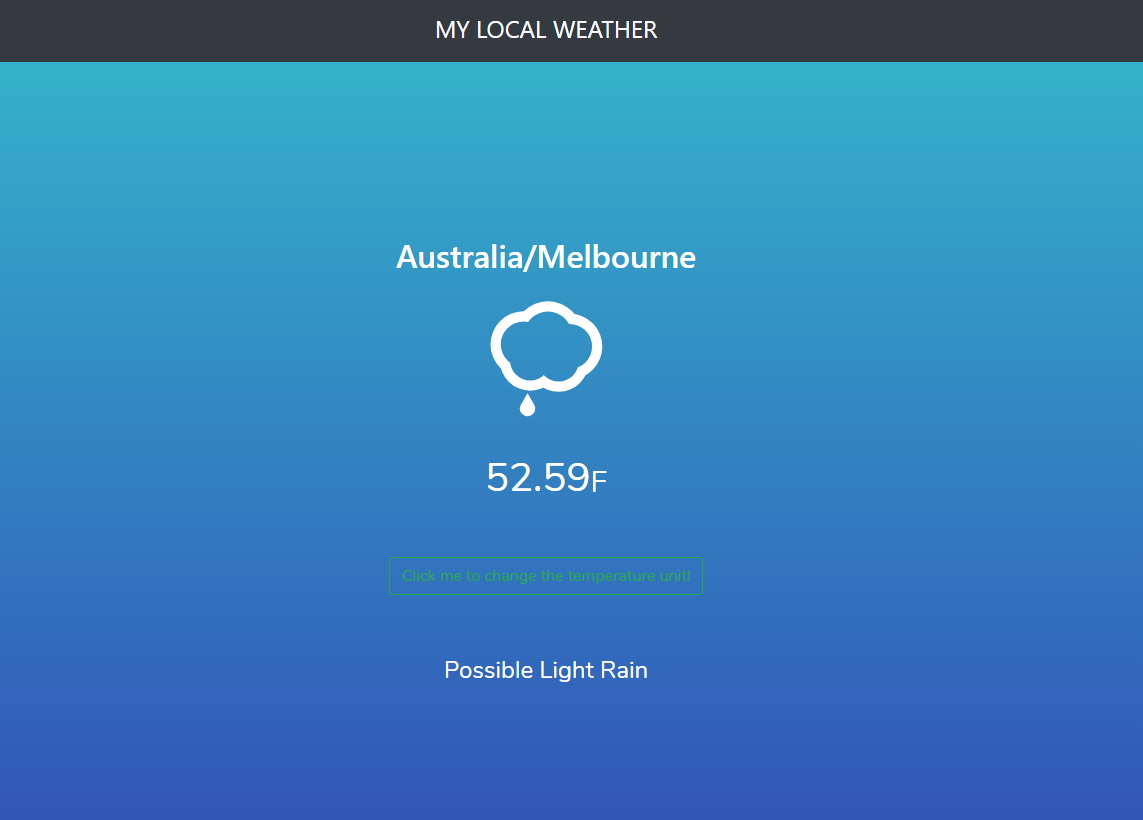 MY LOCAL WEATHER
Australia/Melbourne
52.59F
Click me to change the temperature unit!
Possible Light Rain